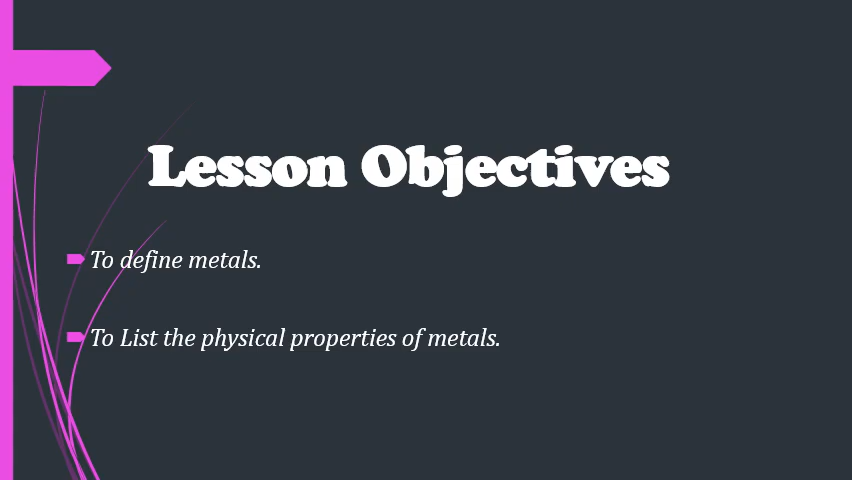 Lesson Objectives
To define metals.
To List the physical properties of metals.